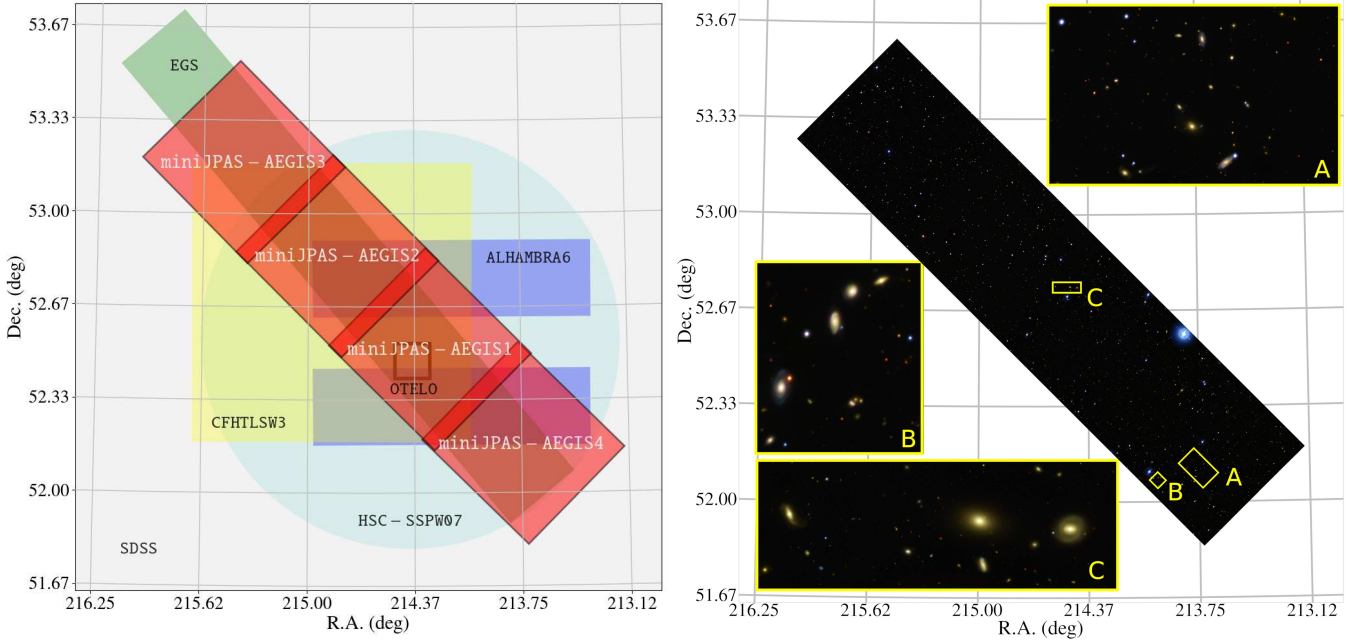 53.67
53.33
53.00
52.67
52.33
52.00
51.67
Dec. (deg)
EGS
miniJPAS – AEGIS3
miniJPAS – AEGIS2
ALHAMBRA6
miniJPAS – AEGIS1
OTELO
CFHTLSW3
miniJPAS – AEGIS4
HSC – SSPW07
SDSS
216.25 215.62 215.00 214.37 213.75 213.12
R.A. (deg)
53.67
53.33
53.00
52.67
52.33
52.00
51.67
Dec. (deg)
A
C
B
A
B
C
216.25 215.62 215.00 214.37 213.75 213.12
R.A. (deg)